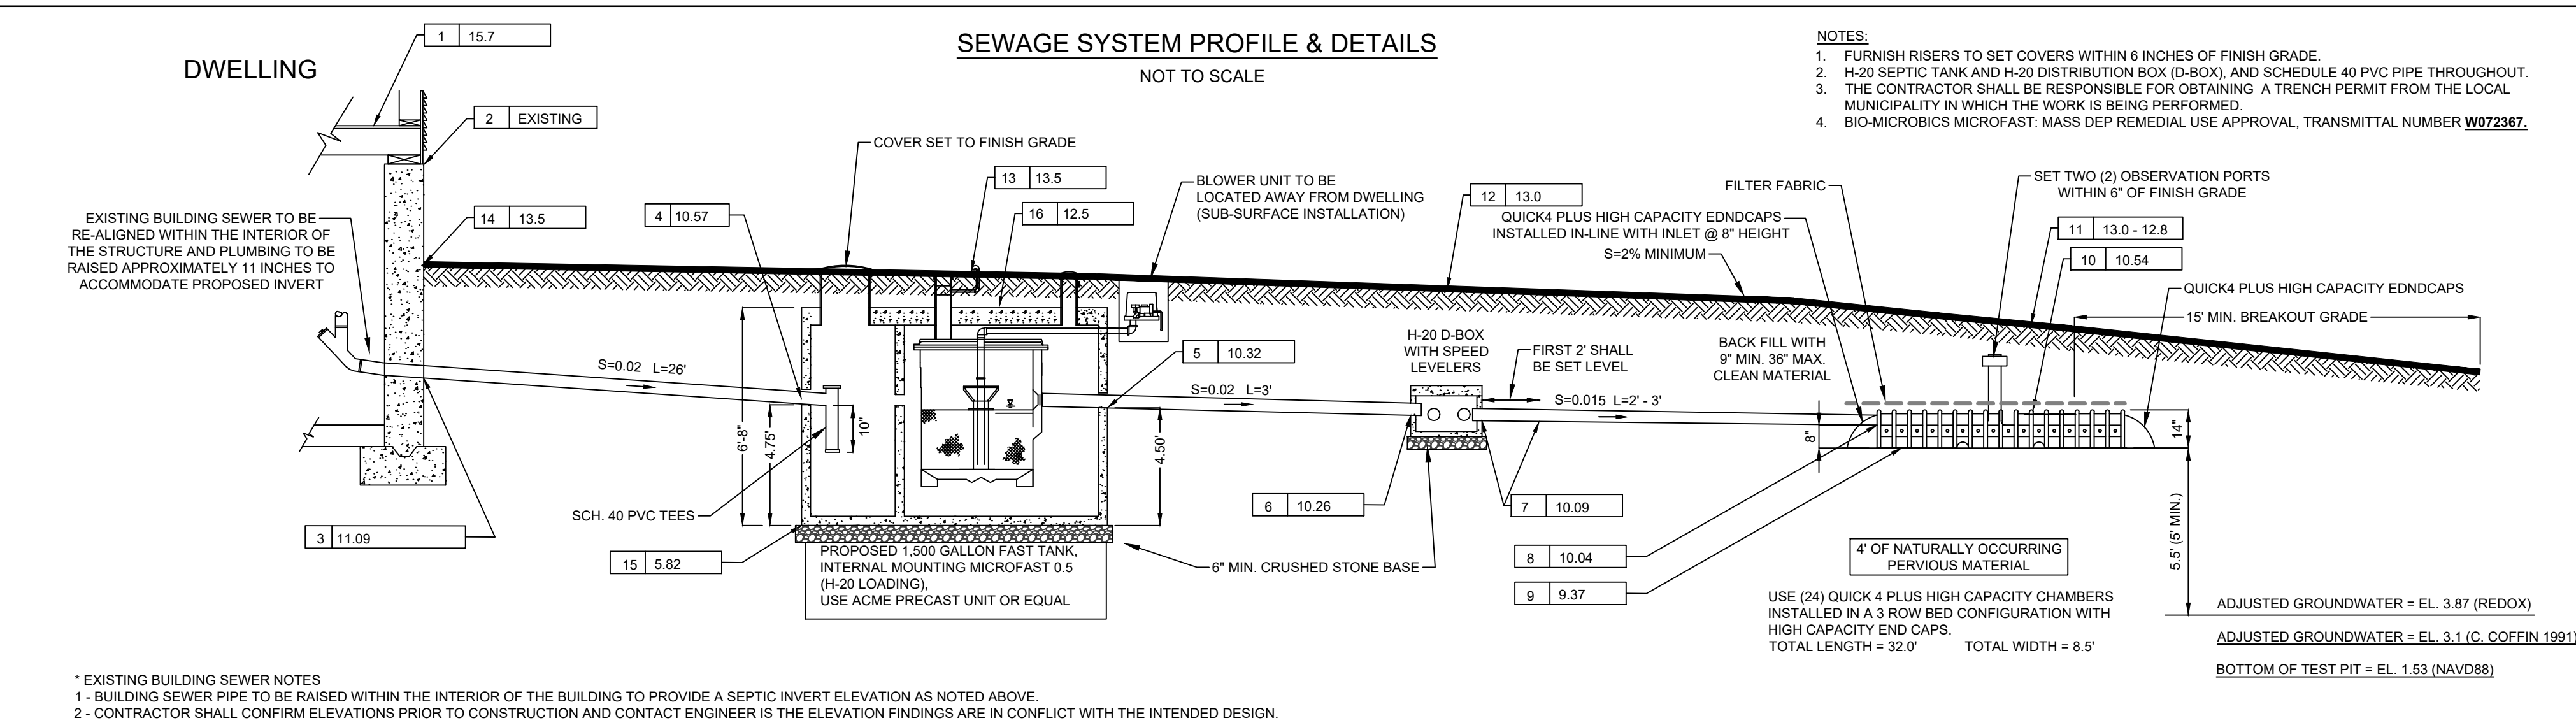 SEWAGE SYSTEM PROFILE & DETAILS
NOT TO SCALE
DWELLING
1 15.7
2 EXISTING
NOTES:
1. FURNISH RISERS TO SET COVERS WITHIN 6 INCHES OF FINISH GRADE.
2. H-20 SEPTIC TANK AND H-20 DISTRIBUTION BOX (D-BOX), AND SCHEDULE 40 PVC PIPE THROUGHOUT.
3. THE CONTRACTOR SHALL BE RESPONSIBLE FOR OBTAINING A TRENCH PERMIT FROM THE LOCAL
MUNICIPALITY IN WHICH THE WORK IS BEING PERFORMED.
4. BIO-MICROBICS MICROFAST: MASS DEP REMEDIAL USE APPROVAL, TRANSMITTAL NUMBER W072367.
COVER SET TO FINISH GRADE
13 13.5
16 12.5
BLOWER UNIT TO BE
LOCATED AWAY FROM DWELLING
(SUB-SURFACE INSTALLATION)
12 13.0
QUICK4 PLUS HIGH CAPACITY EDNDCAPS
INSTALLED IN-LINE WITH INLET @ 8" HEIGHT
S=2% MINIMUM
FILTER FABRIC
SET TWO (2) OBSERVATION PORTS
WITHIN 6" OF FINISH GRADE
11 13.0 - 12.8
10 10.54
QUICK4 PLUS HIGH CAPACITY EDNDCAPS
15' MIN. BREAKOUT GRADE
EXISTING BUILDING SEWER TO BE
RE-ALIGNED WITHIN THE INTERIOR OF
THE STRUCTURE AND PLUMBING TO BE
RAISED APPROXIMATELY 11 INCHES TO
ACCOMMODATE PROPOSED INVERT
14 13.5
4 10.57
S=0.02 L=26'
6'-8"
4.75'
10"
5 10.32
4.50'
S=0.02 L=3'
H-20 D-BOX
WITH SPEED
LEVELERS
FIRST 2' SHALL
BE SET LEVEL
S=0.015 L=2' - 3'
BACK FILL WITH
9" MIN. 36" MAX.
CLEAN MATERIAL
8"
14"
5.5' (5' MIN.)
3 11.09
SCH. 40 PVC TEES
15 5.82
PROPOSED 1,500 GALLON FAST TANK,
INTERNAL MOUNTING MICROFAST 0.5
(H-20 LOADING),
USE ACME PRECAST UNIT OR EQUAL
6" MIN. CRUSHED STONE BASE
6 10.26
7 10.09
8 10.04
9 9.37
4' OF NATURALLY OCCURRING
PERVIOUS MATERIAL
USE (24) QUICK 4 PLUS HIGH CAPACITY CHAMBERS
INSTALLED IN A 3 ROW BED CONFIGURATION WITH
HIGH CAPACITY END CAPS.
TOTAL LENGTH = 32.0' TOTAL WIDTH = 8.5'
ADJUSTED GROUNDWATER = EL. 3.87 (REDOX)
ADJUSTED GROUNDWATER = EL. 3.1 (C. COFFIN 1991)
BOTTOM OF TEST PIT = EL. 1.53 (NAVD88)
* EXISTING BUILDING SEWER NOTES
1 - BUILDING SEWER PIPE TO BE RAISED WITHIN THE INTERIOR OF THE BUILDING TO PROVIDE A SEPTIC INVERT ELEVATION AS NOTED ABOVE.
2 - CONTRACTOR SHALL CONFIRM ELEVATIONS PRIOR TO CONSTRUCTION AND CONTACT ENGINEER IS THE ELEVATION FINDINGS ARE IN CONFLICT WITH THE INTENDED DESIGN.